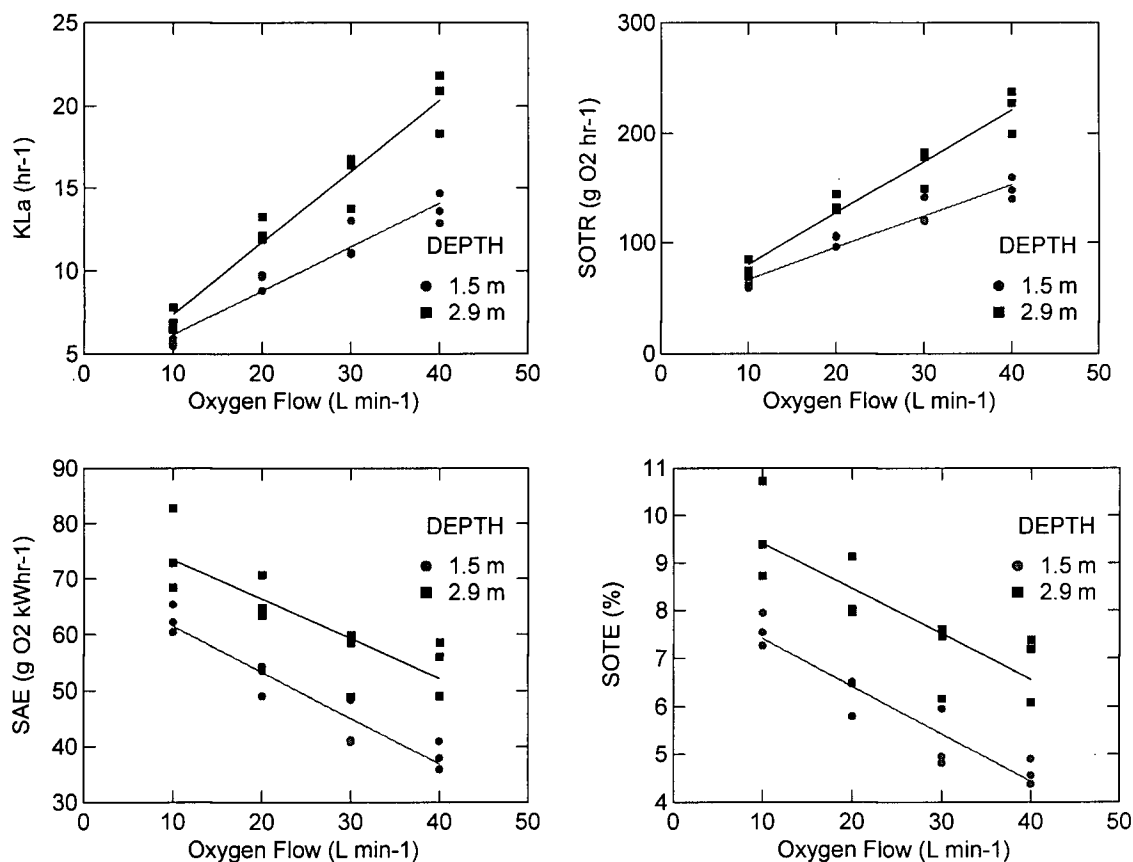 25
20
15
10
5
KLa (hr-1)
DEPTH
1.5 m
2.9 m
0 10 20 30 40 50
Oxygen Flow (L min-1)
300
200
100
0
SOTR (g O2 hr-1)
DEPTH
1.5 m
2.9 m
0 10 20 30 40 50
Oxygen Flow (L min-1)
90
80
70
60
50
40
30
SAE (g O2 kWhr-1)
DEPTH
1.5 m
2.9 m
0 10 20 30 40 50
Oxygen Flow (L min-1)
11
10
9
8
7
6
5
4
SOTE (%)
DEPTH
1.5 m
2.9 m
0 10 20 30 40 50
Oxygen Flow (L min-1)